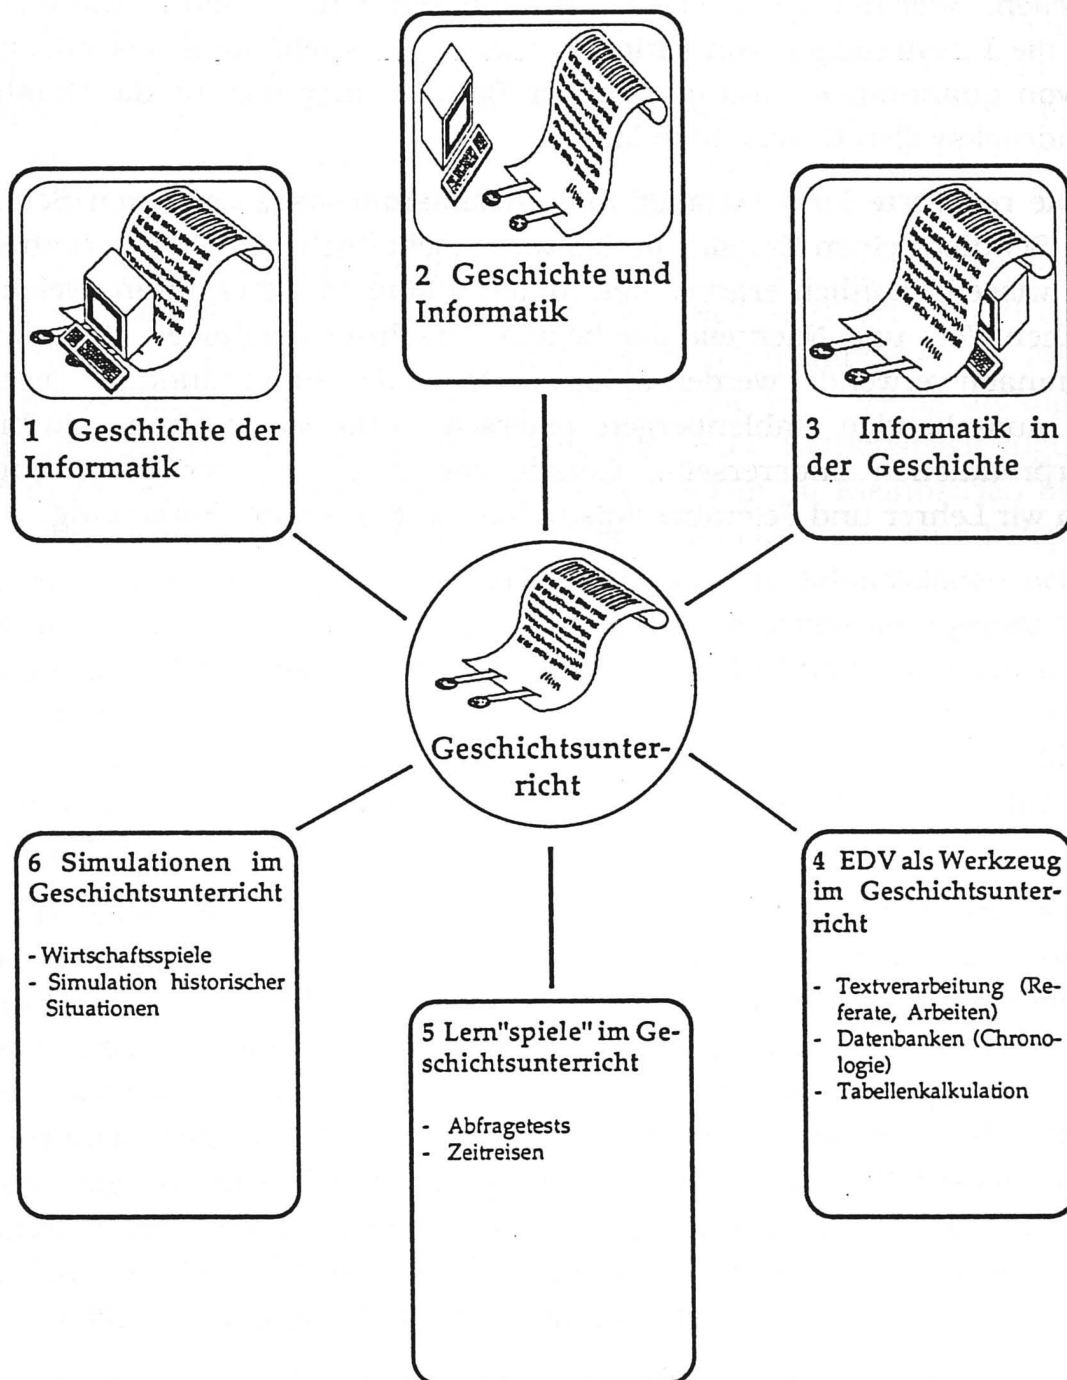 2 Geschichte und
Informatik
1 Geschichte der
Informatik
3 Informatik in
der Geschichte
Geschichtsunter-
richt
6 Simulationen im
Geschichtsunterricht
- Wirtschaftsspiele
- Simulation historischer
Situationen
5 Lern"spiele" im Ge-
schichtsunterricht
- Abfragetests
- Zeitreisen
4 EDV als Werkzeug
im Geschichtsunter-
richt
- Textverarbeitung (Re-
ferate, Arbeiten)
- Datenbanken (Chrono-
logie)
- Tabellenkalkulation